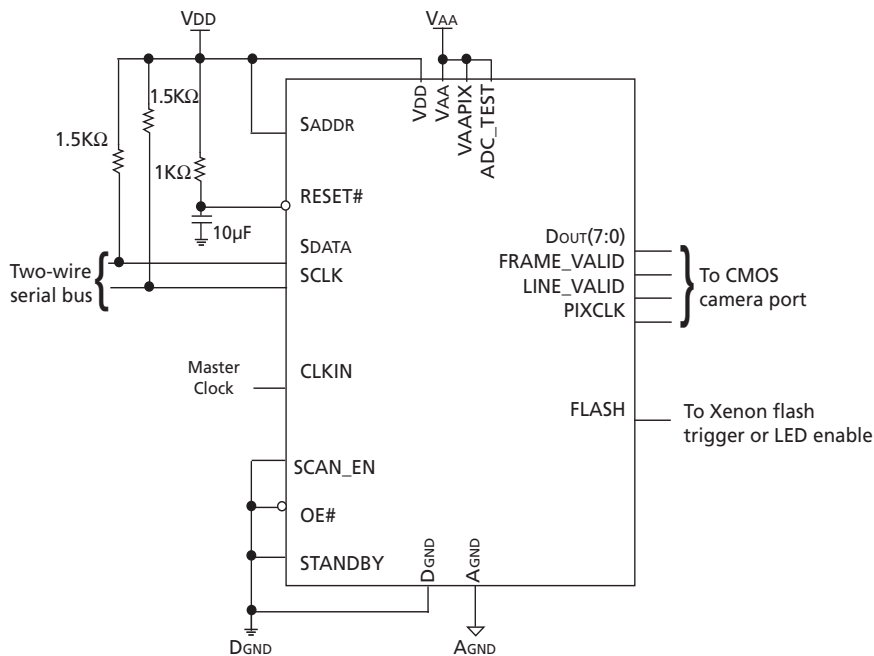 VDD
VAA
1.5KΩ
1.5KΩ
1KΩ
10µF
VDD
VAA
VAAPIX
ADC_TEST
SADDR
RESET#
SDATA
SCLK
Two-wire
serial bus
DOUT(7:0)
FRAME_VALID
LINE_VALID
PIXCLK
To CMOS
camera port
Master
Clock
CLKIN
FLASH
To Xenon flash
trigger or LED enable
SCAN_EN
OE#
STANDBY
DGND
AGND
DGND
AGND